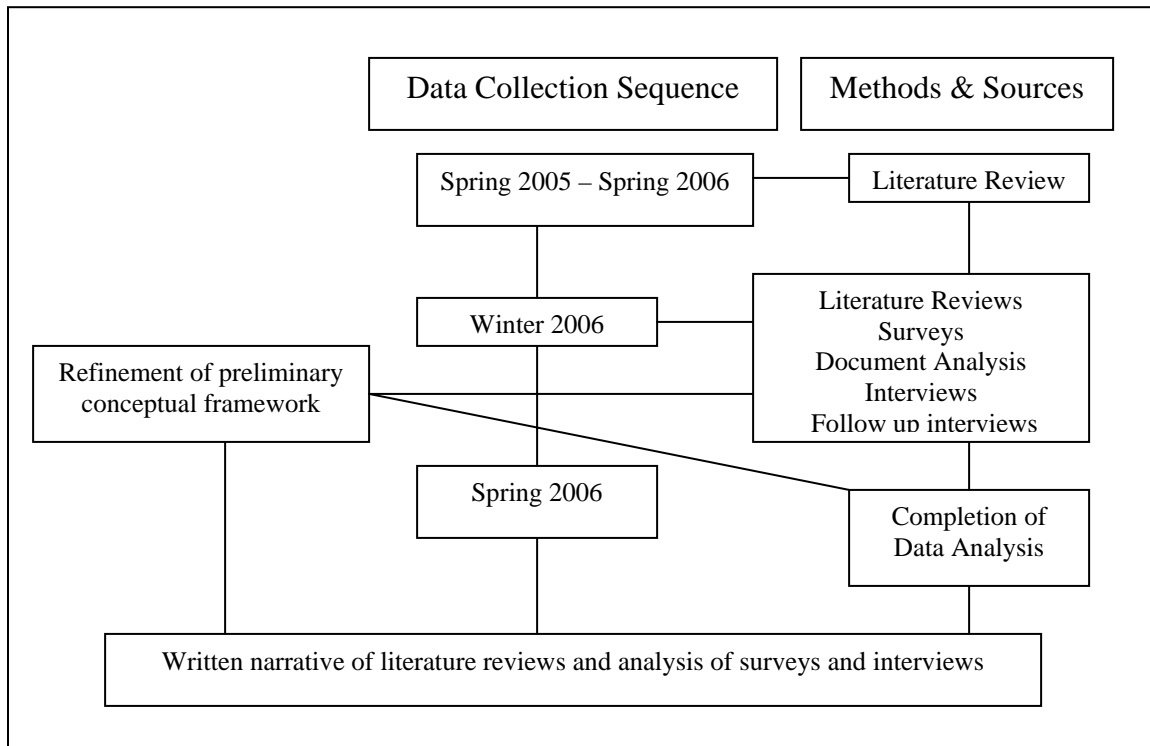 Data Collection Sequence
Methods & Sources
Spring 2005 – Spring 2006
Literature Review
Winter 2006
Literature Reviews
Surveys
Document Analysis
Interviews
Follow up interviews
Refinement of preliminary
conceptual framework
Spring 2006
Completion of
Data Analysis
Written narrative of literature reviews and analysis of surveys and interviews